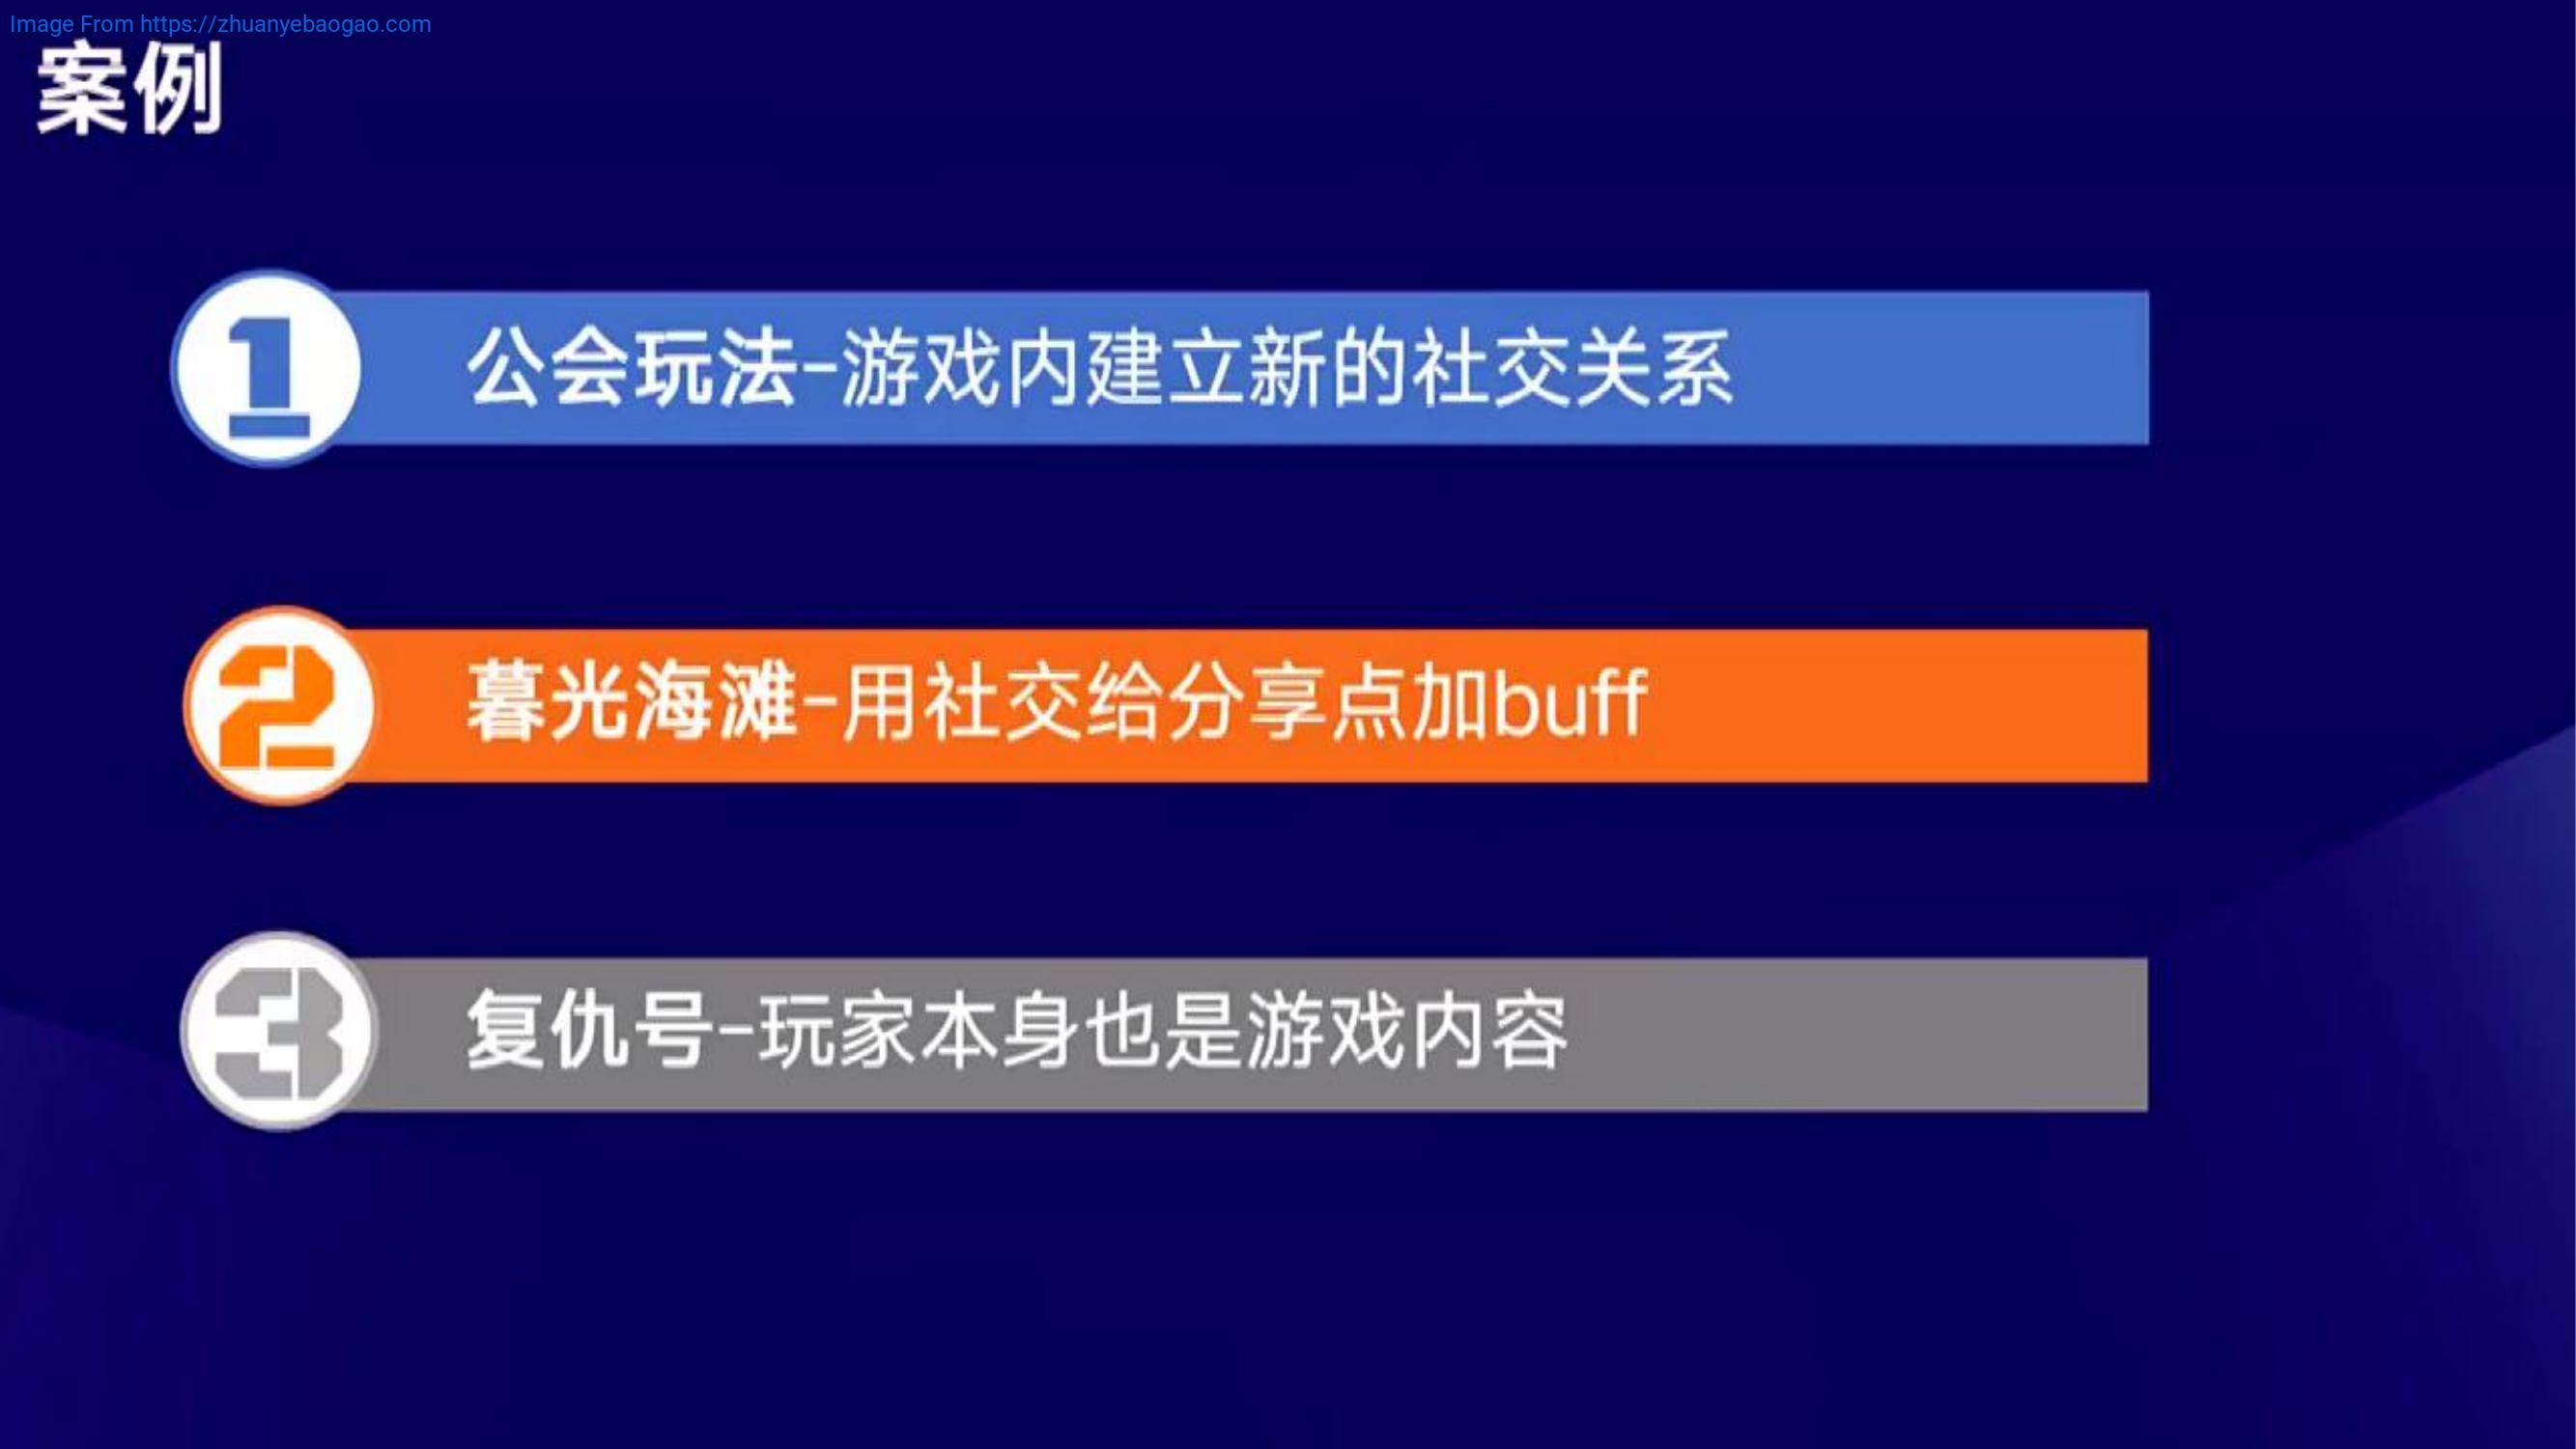 Image From https://zhuanyebaogao.com
案例
1 公会玩法-游戏内建立新的社交关系
2 暮光海滩-用社交给分享点加buff
3 复仇号-玩家本身也是游戏内容